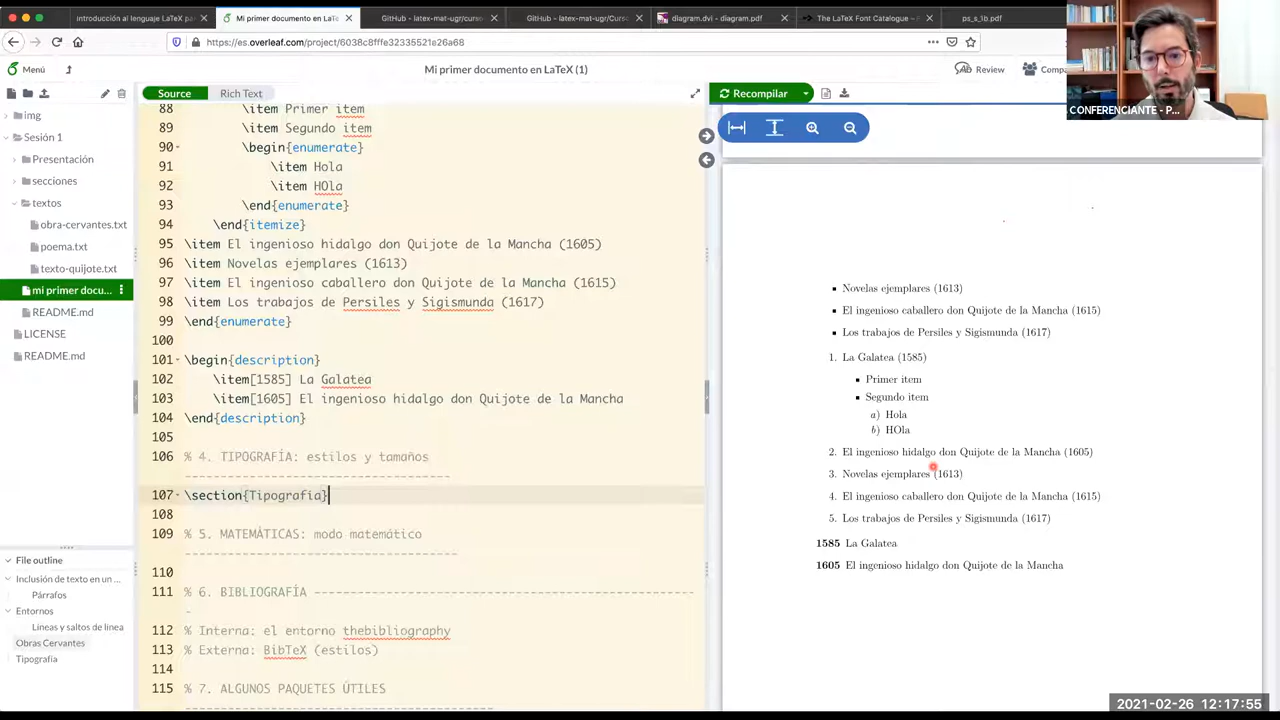 introducción al lenguaje LaTeX pa
Mi primer documento en LaT
GitHub - latex-mat-ugr/curso
GitHub - latex-mat-ugr/Curso
diagram.dvi - diagram.pdf
The LaTeX Font Catalogue –
ps_s_1b.pdf
https://es.overleaf.com/project/6038c8fffe32335521e26a68
Menú
Mi primer documento en LaTeX (1)
Review
Comp
CONFERENCIANTE - P...
Source
Rich Text
Recompilar
img
Sesión 1
Presentación
secciones
textos
obra-cervantes.txt
poema.txt
texto-quijote.txt
mi primer docu...
README.md
LICENSE
README.md
File outline
Inclusión de texto en un ...
Párrafos
Entornos
Líneas y saltos de línea
Obras Cervantes
Tipografía
88 \item Primer item
89 \item Segundo item
90 \begin{enumerate}
91 \item Hola
92 \item HOla
93 \end{enumerate}
94 \end{itemize}
95 \item El ingenioso hidalgo don Quijote de la Mancha (1605)
96 \item Novelas ejemplares (1613)
97 \item El ingenioso caballero don Quijote de la Mancha (1615)
98 \item Los trabajos de Persiles y Sigismunda (1617)
99 \end{enumerate}
100
101 \begin{description}
102 \item[1585] La Galatea
103 \item[1605] El ingenioso hidalgo don Quijote de la Mancha
104 \end{description}
105
106 % 4. TIPOGRAFÍA: estilos y tamaños
--------------------------------------
107 \section{Tipografía}
108
109 % 5. MATEMÁTICAS: modo matemático
---------------------------------------
110
111 % 6. BIBLIOGRAFÍA ------------------------------------------------------
-
112 % Interna: el entorno thebibliography
113 % Externa: BibTeX (estilos)
114
115 % 7. ALGUNOS PAQUETES ÚTILES
▪ Novelas ejemplares (1613)
▪ El ingenioso caballero don Quijote de la Mancha (1615)
▪ Los trabajos de Persiles y Sigismunda (1617)
1. La Galatea (1585)
▪ Primer item
▪ Segundo item
a) Hola
b) HOla
2. El ingenioso hidalgo don Quijote de la Mancha (1605)
3. Novelas ejemplares (1613)
4. El ingenioso caballero don Quijote de la Mancha (1615)
5. Los trabajos de Persiles y Sigismunda (1617)
1585 La Galatea
1605 El ingenioso hidalgo don Quijote de la Mancha
2021-02-26 12:17:55